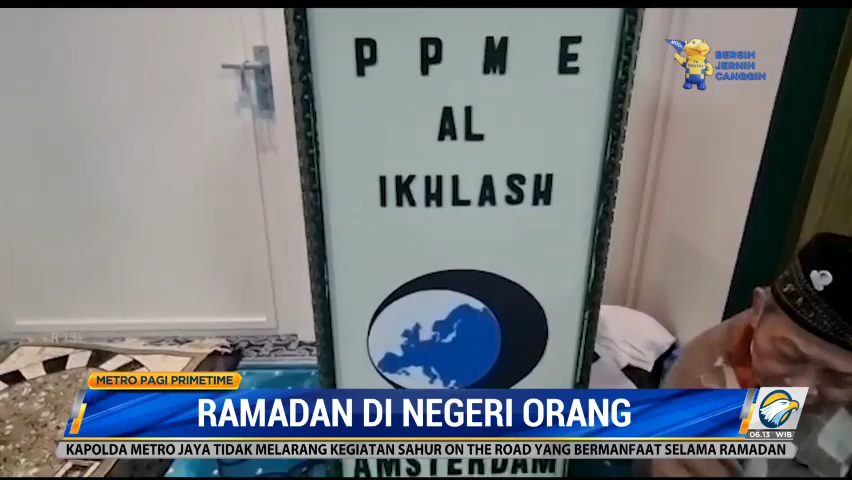 PPME
AL
IKHLASH
AMSTERDAM
BERSIH
JERNIH
CANGGIH
METRO PAGI PRIMETIME
RAMADAN DI NEGERI ORANG
06.13 WIB
KAPOLDA METRO JAYA TIDAK MELARANG KEGIATAN SAHUR ON THE ROAD YANG BERMANFAAT SELAMA RAMADAN